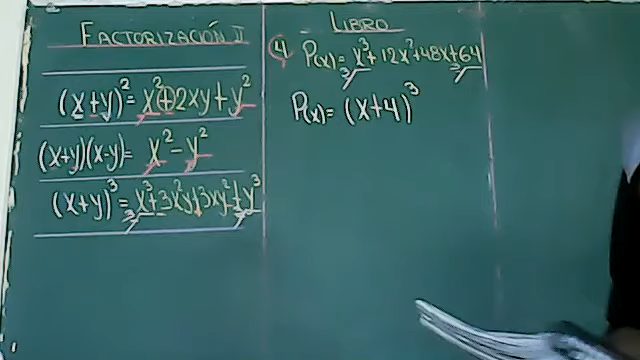 FACTORIZACIÓN II
(x+y)²= x²+2xy+y²
(x+y)(x-y)= x²-y²
(x+y)³= x³+3x²y+3xy²+y³
LIBRO
4 P(x)= x³+12x²+48x+64
P(x)= (x+4)³